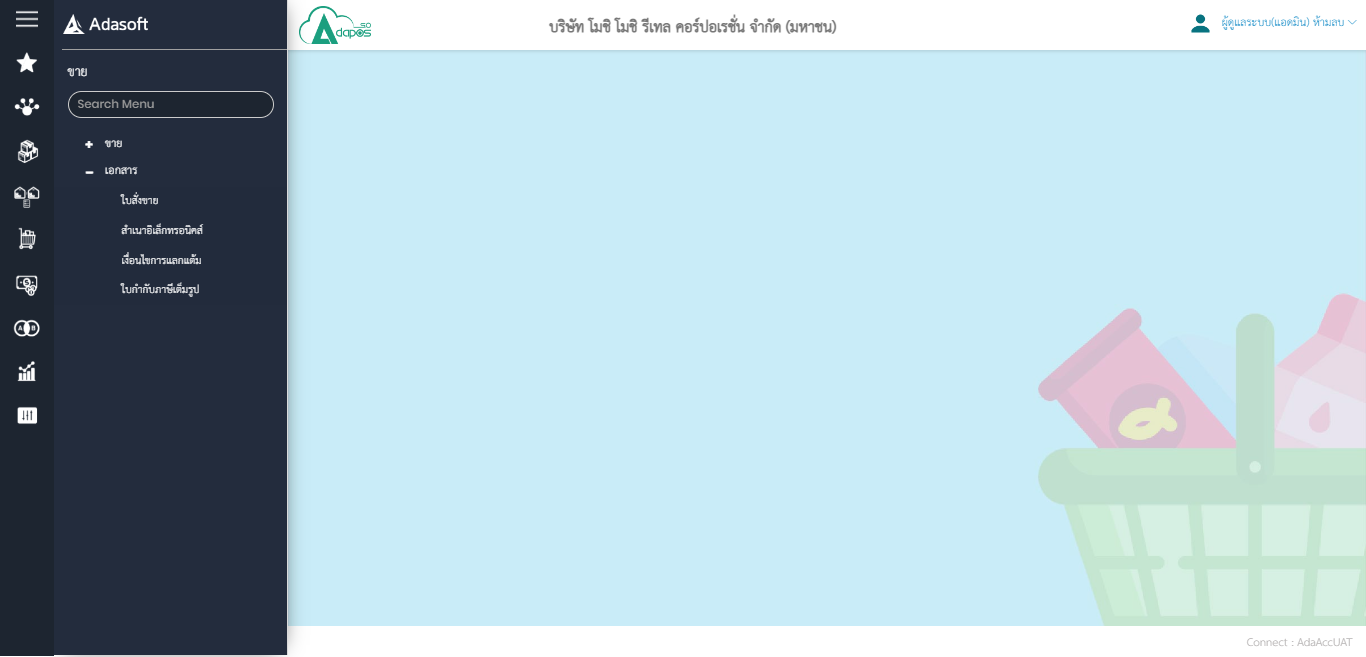 Adasoft
Adapos 5.0
บริษัท โมชิ โมชิ รีเทล คอร์ปอเรชั่น จำกัด (มหาชน)
ผู้ดูแลระบบ(แอดมิน) ห้ามลบ
ขาย
Search Menu
ขาย
เอกสาร
ใบสั่งขาย
สำเนาอิเล็กทรอนิคส์
เงื่อนไขการแลกแต้ม
ใบกำกับภาษีเต็มรูป
A B
Connect : AdaAccUAT